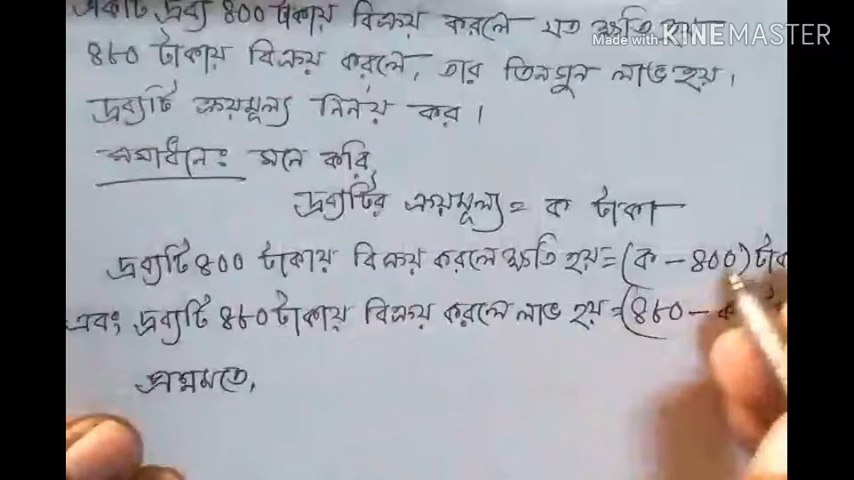 একটি দ্রব্য ৪০০ টাকায় বিক্রয় করলে যত ক্ষতি হয়
Made with KINEMASTER
৪৮০ টাকায় বিক্রয় করলে, তার তিনগুন লাভ হয়।
দ্রব্যটি ক্রয়মূল্য নির্নয় কর।
সমাধান: মনে করি,
দ্রব্যটির ক্রয়মূল্য = ক টাকা
দ্রব্যটি ৪০০ টাকায় বিক্রয় করলে ক্ষতি হয় = (ক - ৪০০) টাকা
এবং দ্রব্যটি ৪৮০ টাকায় বিক্রয় করলে লাভ হয় = (৪৮০ - ক
প্রশ্নমতে,